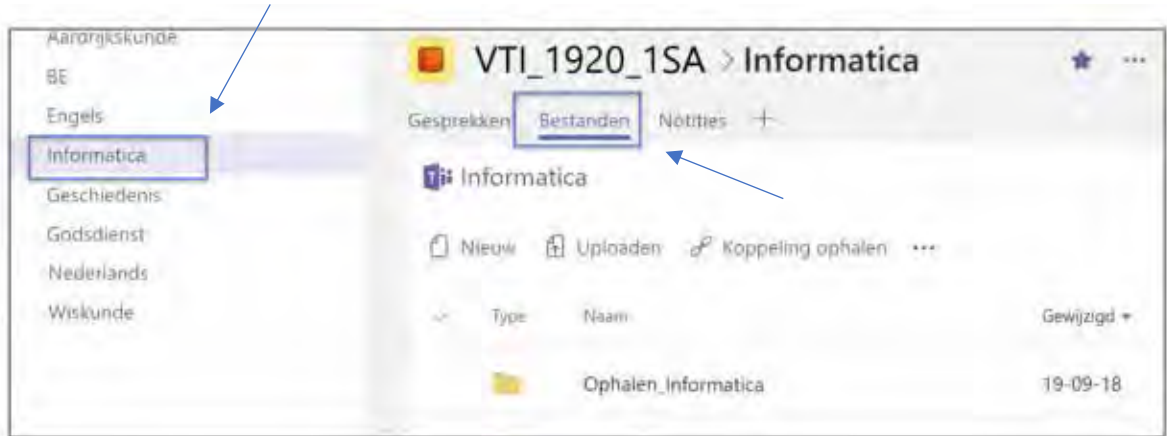 Aardrijkskunde
BE
Engels
Informatica
Geschiedenis
Godsdienst
Nederlands
Wiskunde
VTI_1920_1SA > Informatica
Gesprekken Bestanden Notities +
Informatica
Nieuw Uploaden Koppeling ophalen ...
Type Naam Gewijzigd
Ophalen_Informatica 19-09-18